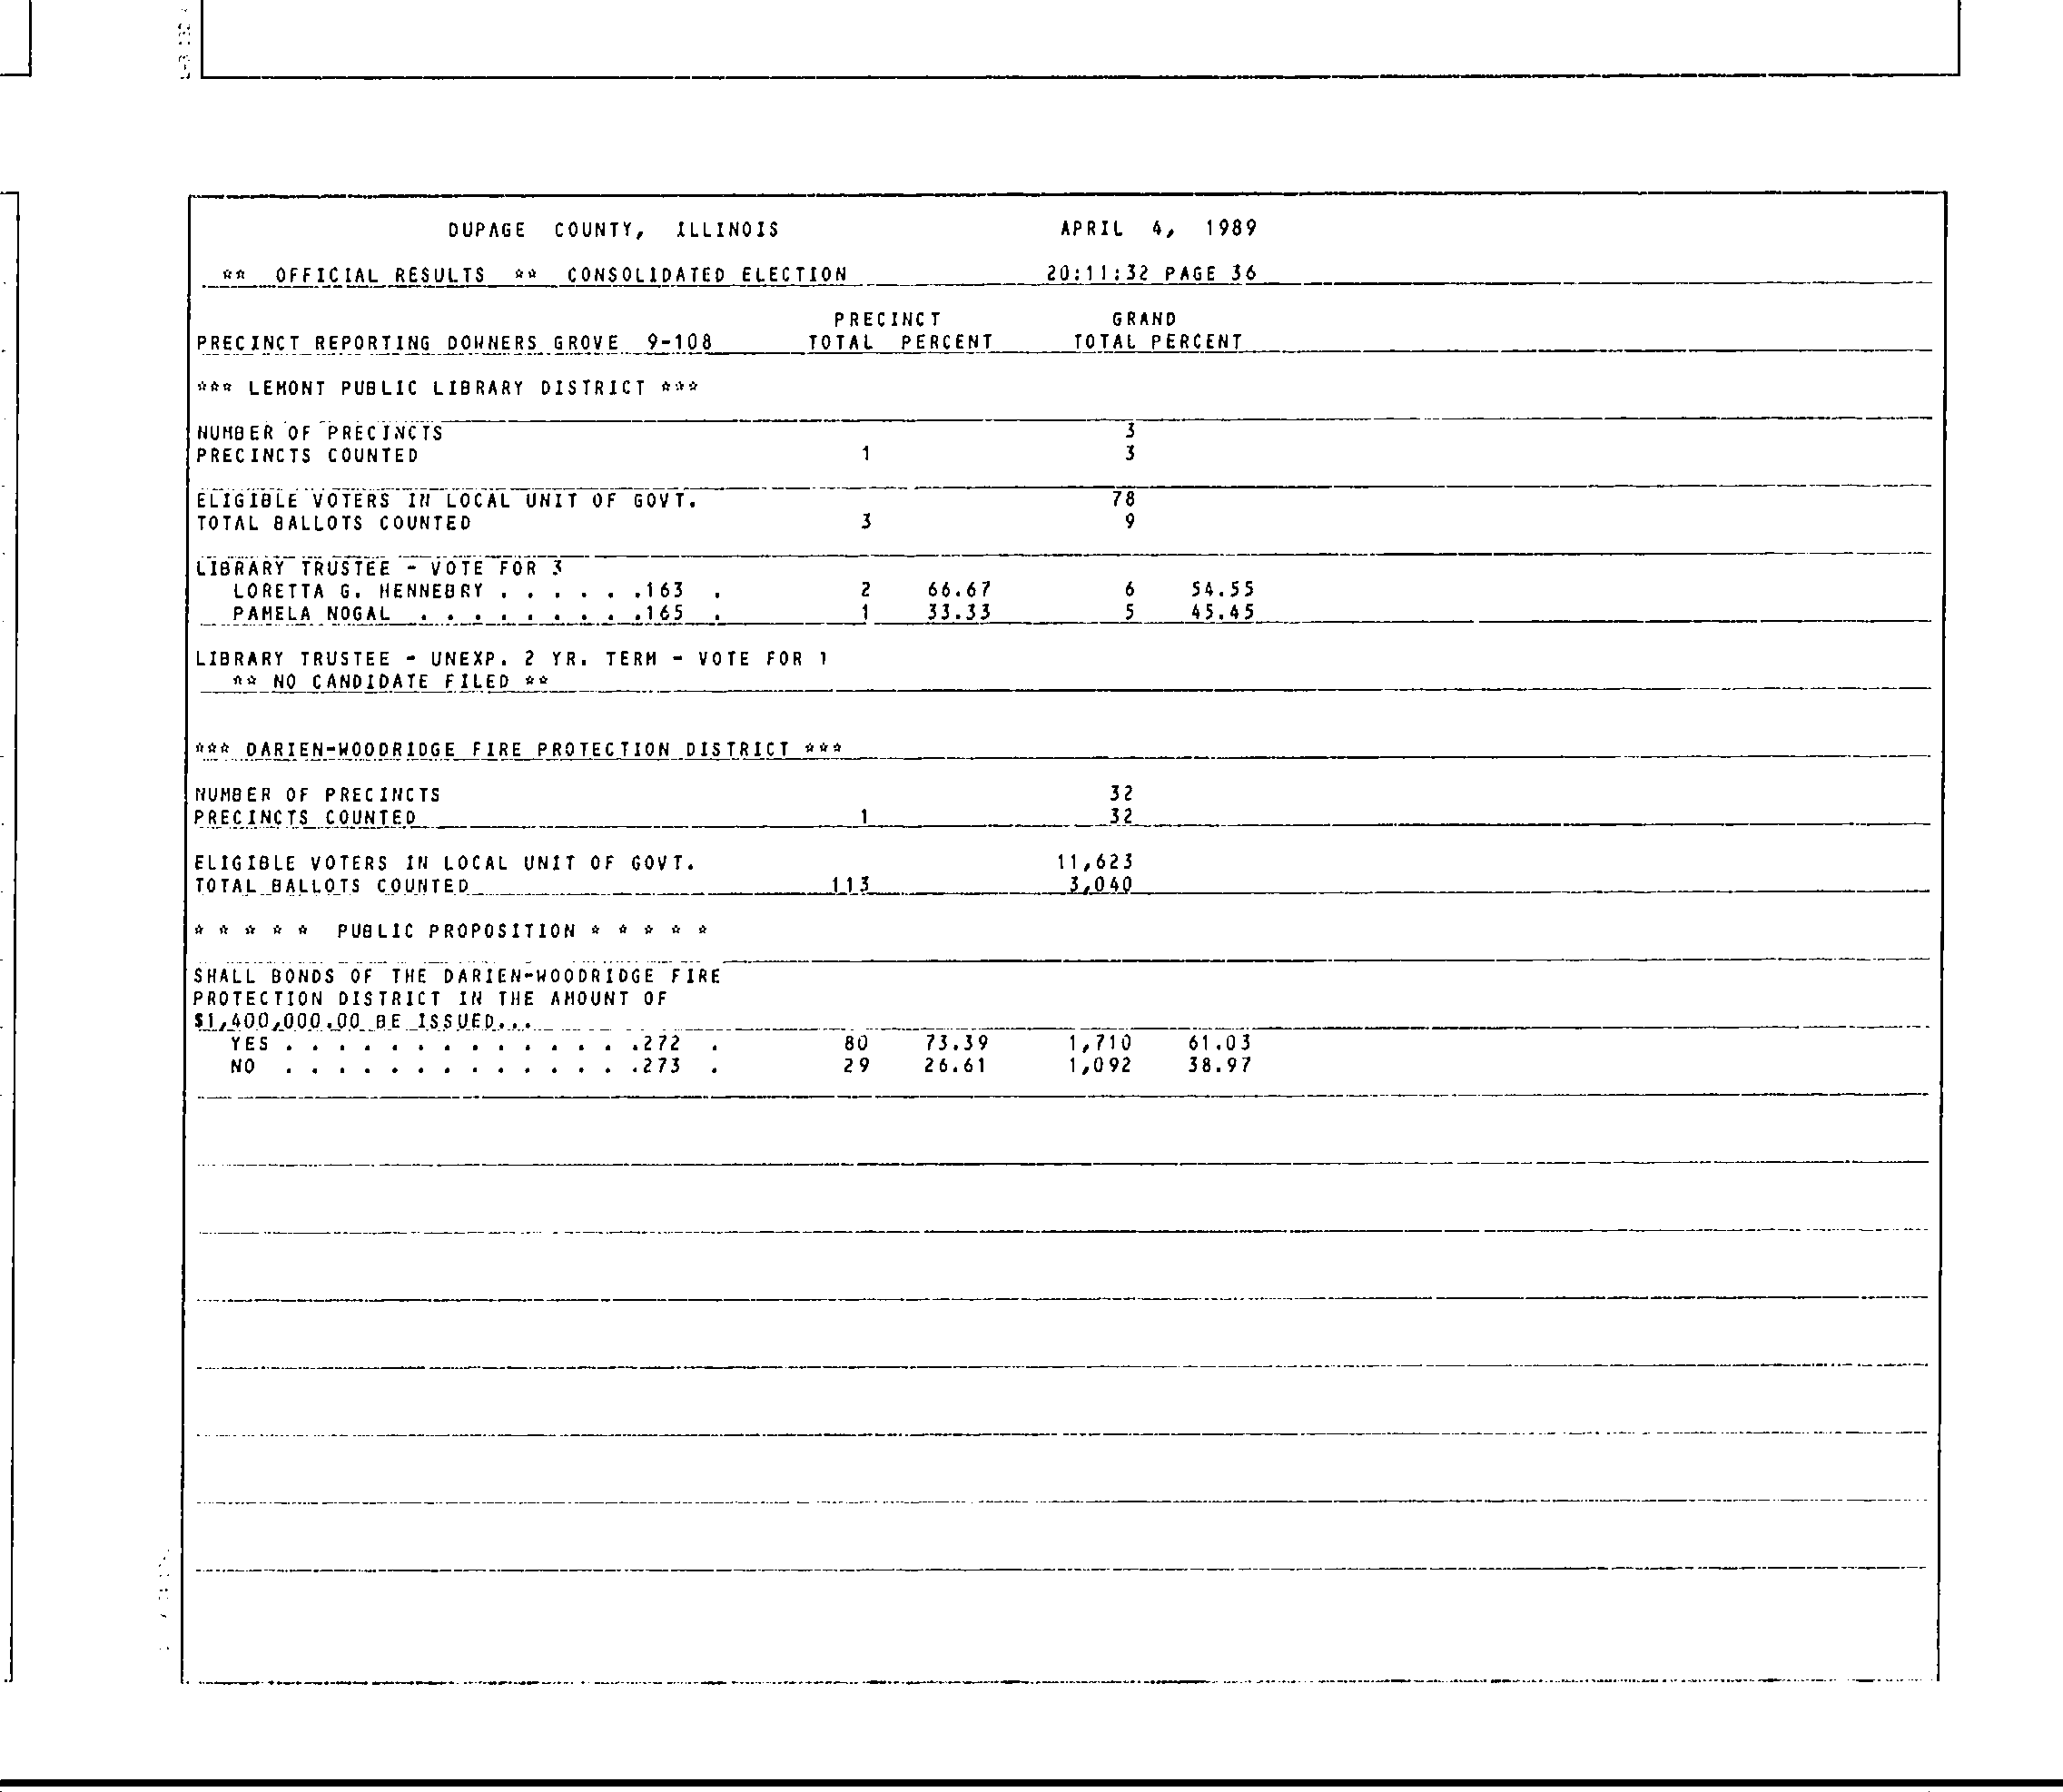 DUPAGE COUNTY, ILLINOIS APRIL 4, 1989
** OFFICIAL RESULTS ** CONSOLIDATED ELECTION 20:11:32 PAGE 36
PRECINCT GRAND
PRECINCT REPORTING DOWNERS GROVE 9-108 TOTAL PERCENT TOTAL PERCENT
*** LEMONT PUBLIC LIBRARY DISTRICT ***
NUMBER OF PRECINCTS 3
PRECINCTS COUNTED 1 3
ELIGIBLE VOTERS IN LOCAL UNIT OF GOVT. 78
TOTAL BALLOTS COUNTED 3 9
LIBRARY TRUSTEE - VOTE FOR 3
LORETTA G. HENNEBRY . . . . . .163 . 2 66.67 6 54.55
PAMELA NOGAL . . . . . . . . .165 . 1 33.33 5 45.45
LIBRARY TRUSTEE - UNEXP. 2 YR. TERM - VOTE FOR 1
** NO CANDIDATE FILED **
*** DARIEN-WOODRIDGE FIRE PROTECTION DISTRICT ***
NUMBER OF PRECINCTS 32
PRECINCTS COUNTED 1 32
ELIGIBLE VOTERS IN LOCAL UNIT OF GOVT. 11,623
TOTAL BALLOTS COUNTED 113 3,040
* * * * * PUBLIC PROPOSITION * * * * *
SHALL BONDS OF THE DARIEN-WOODRIDGE FIRE
PROTECTION DISTRICT IN THE AMOUNT OF
$1,400,000.00 BE ISSUED...
YES . . . . . . . . . . . . . .272 . 80 73.39 1,710 61.03
NO . . . . . . . . . . . . . .273 . 29 26.61 1,092 38.97